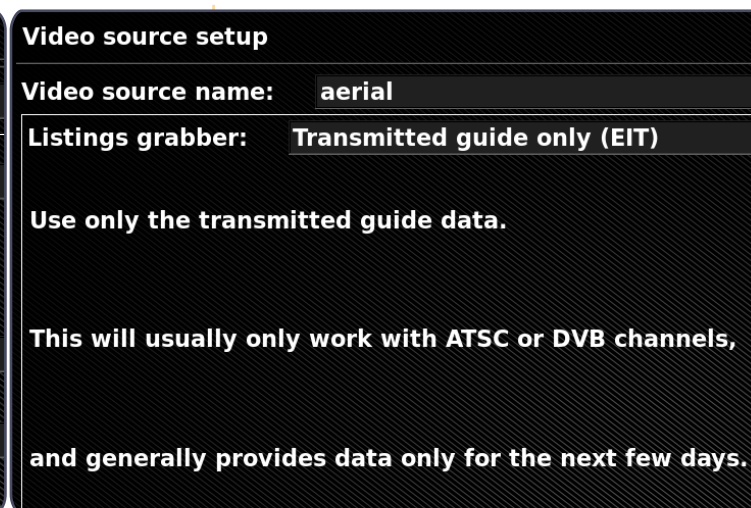 Video source setup
Video source name: aerial
Listings grabber: Transmitted guide only (EIT)
Use only the transmitted guide data.
This will usually only work with ATSC or DVB channels,
and generally provides data only for the next few days.